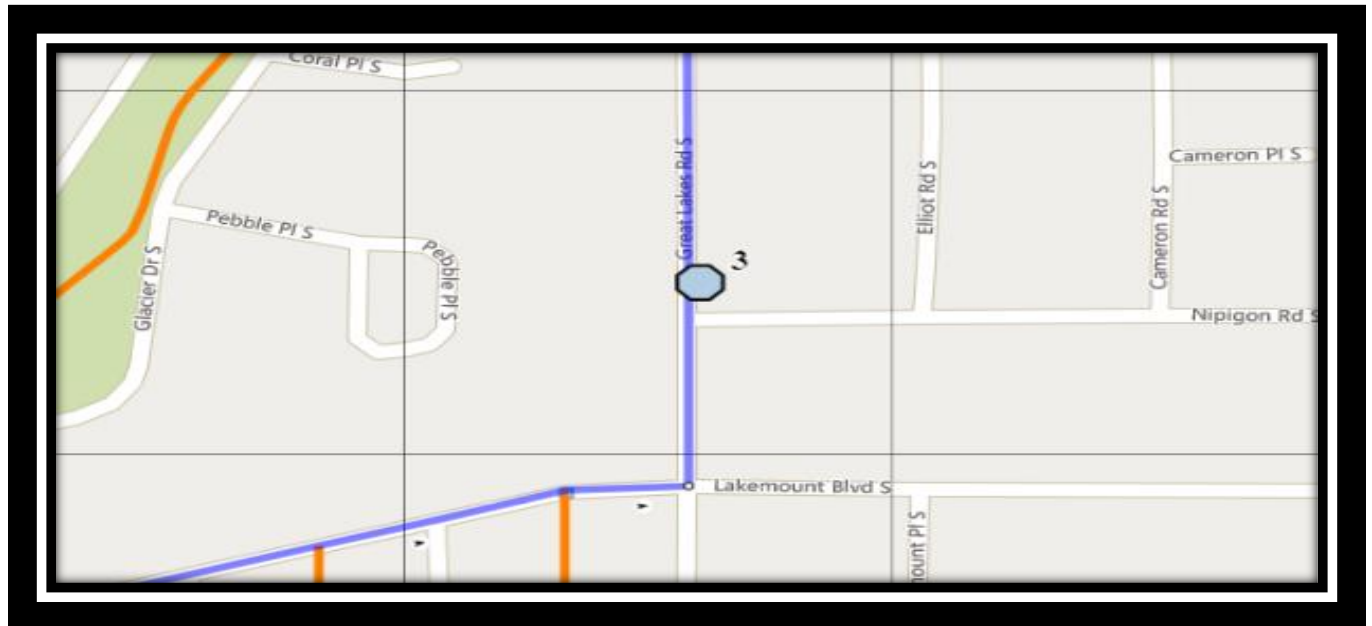 Coral Pl S
Great Lakes Rd S
Cameron Pl S
Elliot Rd S
Cameron Rd S
Pebble Pl S
Pebble Pl S
Glacier Dr S
3
Nipigon Rd S
Lakemount Blvd S
Pl S